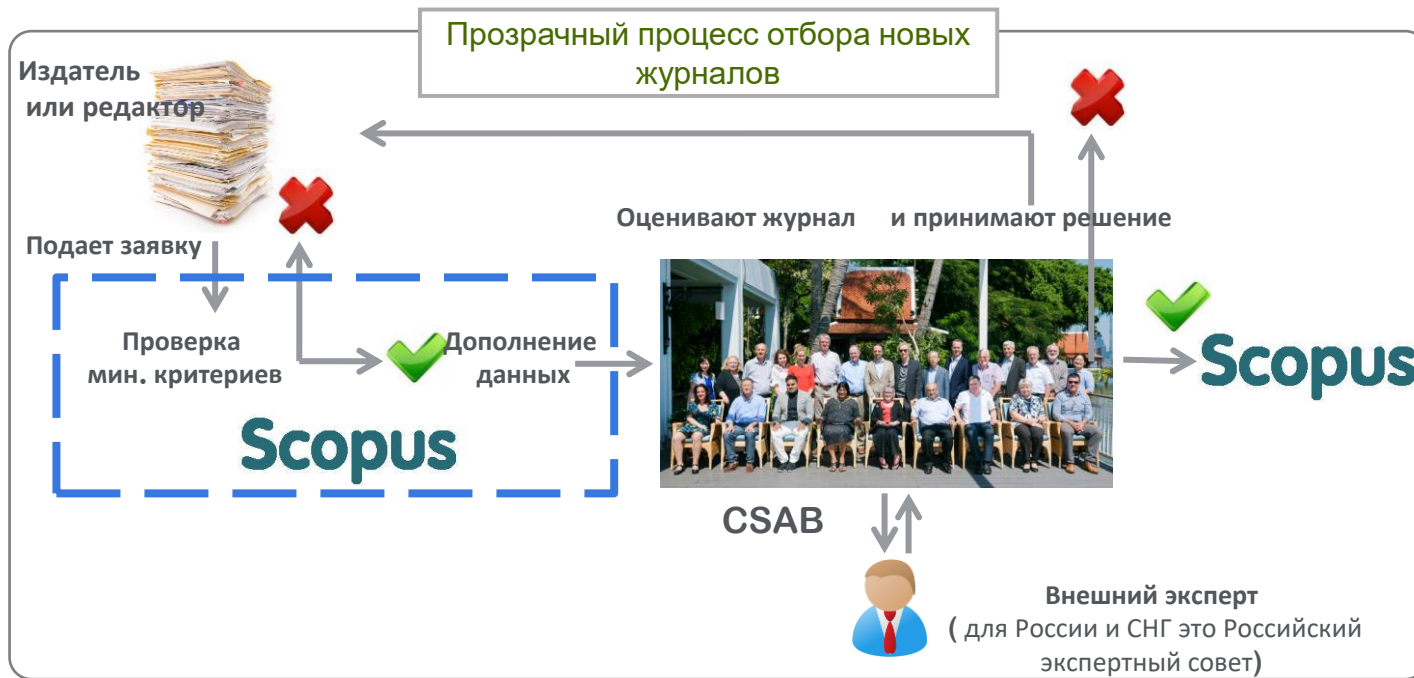 Прозрачный процесс отбора новых
журналов
Издатель
или редактор
Оценивают журнал и принимают решение
Подает заявку
Проверка
мин. критериев
Дополнение
данных
Scopus
Scopus
CSAB
Внешний эксперт
( для России и СНГ это Российский
экспертный совет)